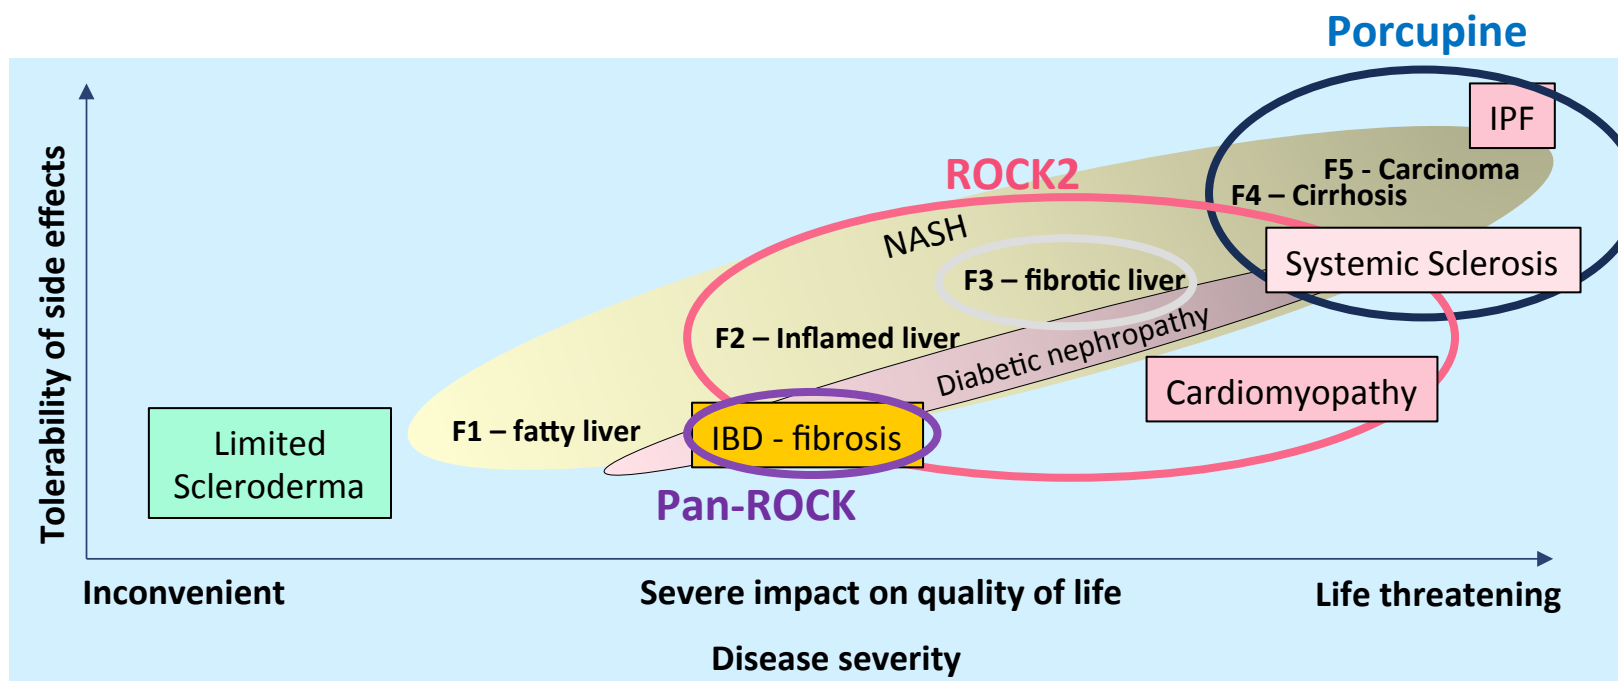 Porcupine
IPF
ROCK2
F5 - Carcinoma
F4 – Cirrhosis
NASH
Systemic Sclerosis
F3 – fibrotic liver
F2 – Inflamed liver
Diabetic nephropathy
Cardiomyopathy
F1 – fatty liver
IBD - fibrosis
Limited
Scleroderma
Pan-ROCK
Tolerability of side effects
Inconvenient
Severe impact on quality of life
Life threatening
Disease severity